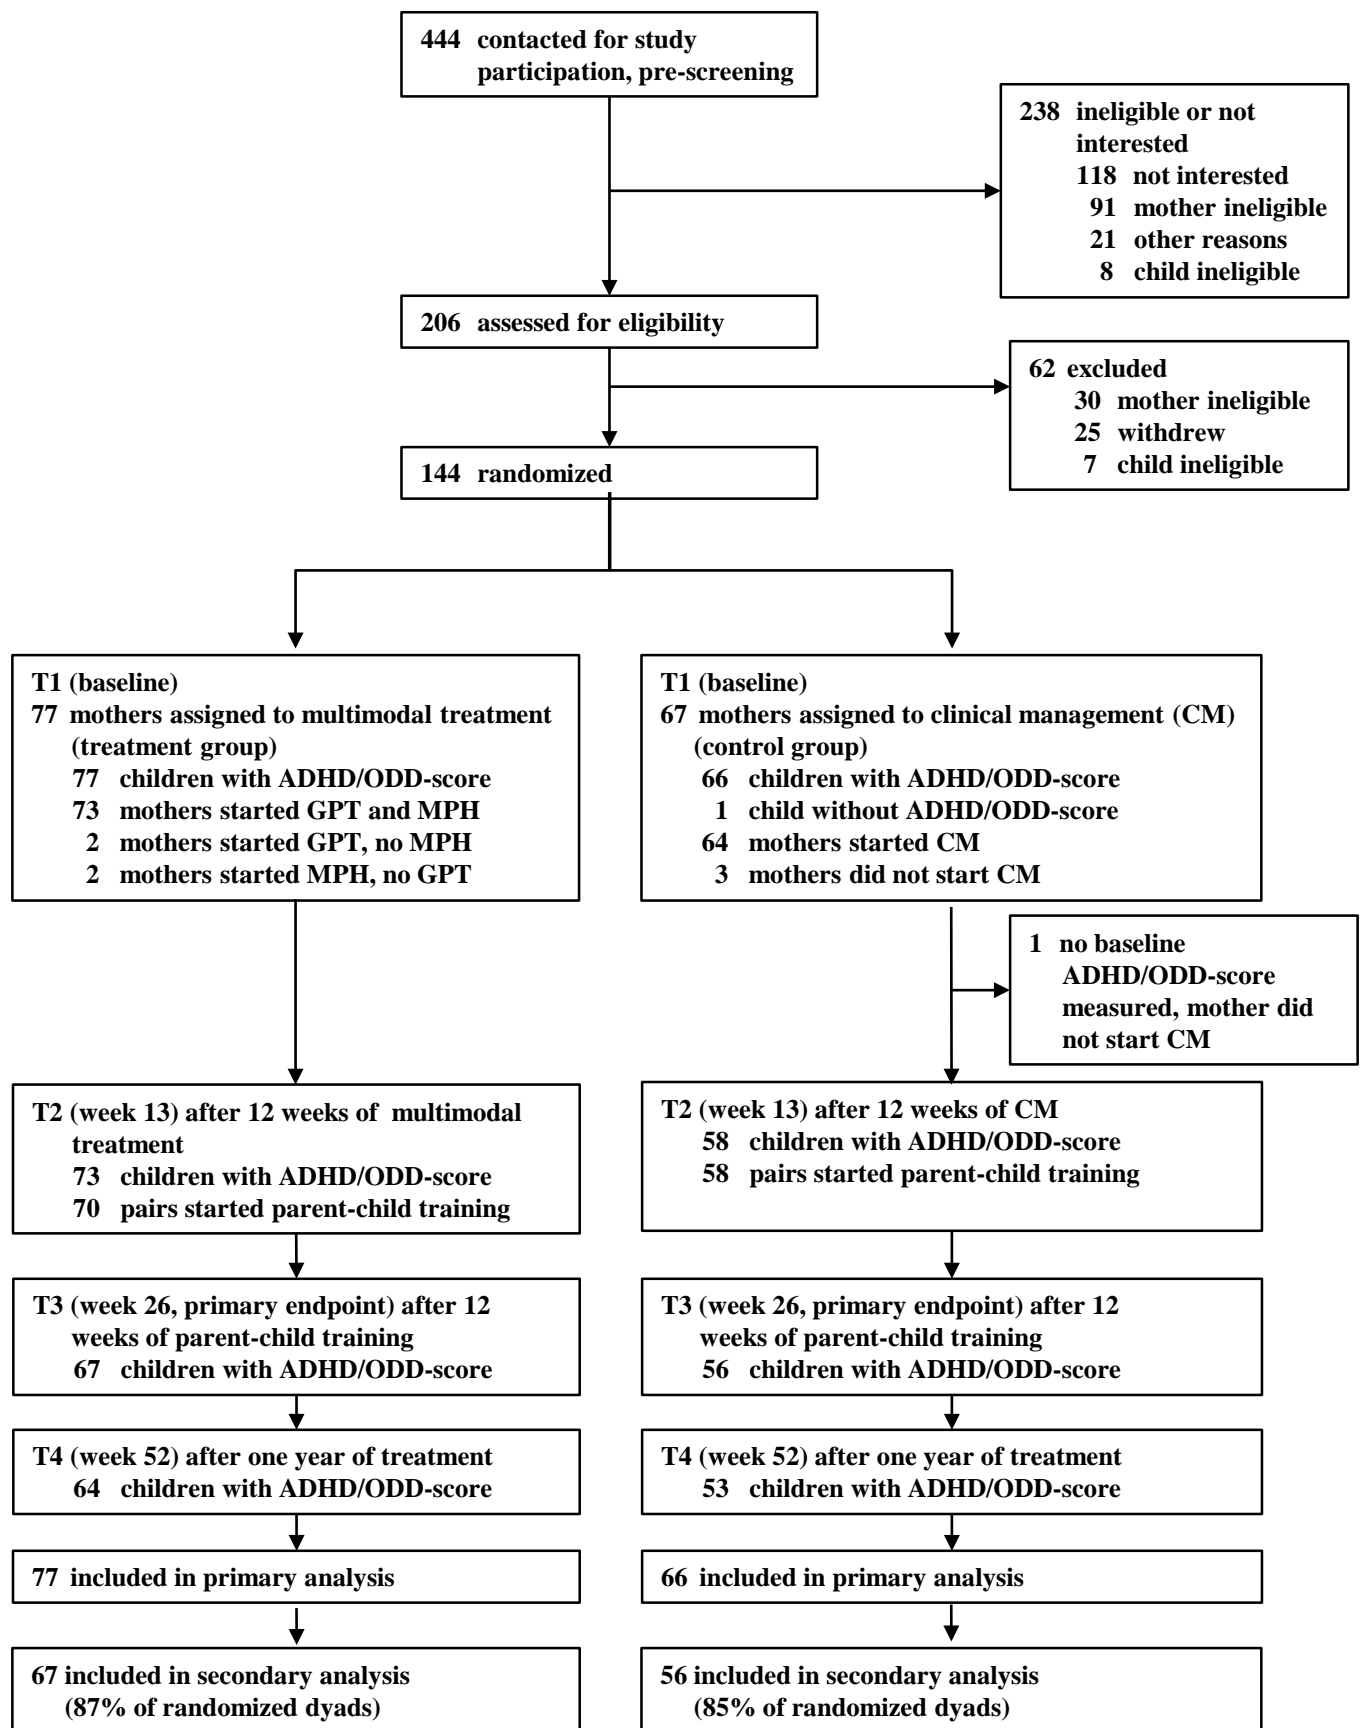 444 contacted for study
participation, pre-screening
238 ineligible or not
interested
118 not interested
91 mother ineligible
21 other reasons
8 child ineligible
206 assessed for eligibility
62 excluded
30 mother ineligible
25 withdrew
7 child ineligible
144 randomized
T1 (baseline)
77 mothers assigned to multimodal treatment
(treatment group)
77 children with ADHD/ODD-score
73 mothers started GPT and MPH
2 mothers started GPT, no MPH
2 mothers started MPH, no GPT
T1 (baseline)
67 mothers assigned to clinical management (CM)
(control group)
66 children with ADHD/ODD-score
1 child without ADHD/ODD-score
64 mothers started CM
3 mothers did not start CM
1 no baseline
ADHD/ODD-score
measured, mother did
not start CM
T2 (week 13) after 12 weeks of multimodal
treatment
73 children with ADHD/ODD-score
70 pairs started parent-child training
T2 (week 13) after 12 weeks of CM
58 children with ADHD/ODD-score
58 pairs started parent-child training
T3 (week 26, primary endpoint) after 12
weeks of parent-child training
67 children with ADHD/ODD-score
T3 (week 26, primary endpoint) after 12
weeks of parent-child training
56 children with ADHD/ODD-score
T4 (week 52) after one year of treatment
64 children with ADHD/ODD-score
T4 (week 52) after one year of treatment
53 children with ADHD/ODD-score
77 included in primary analysis
66 included in primary analysis
67 included in secondary analysis
(87% of randomized dyads)
56 included in secondary analysis
(85% of randomized dyads)